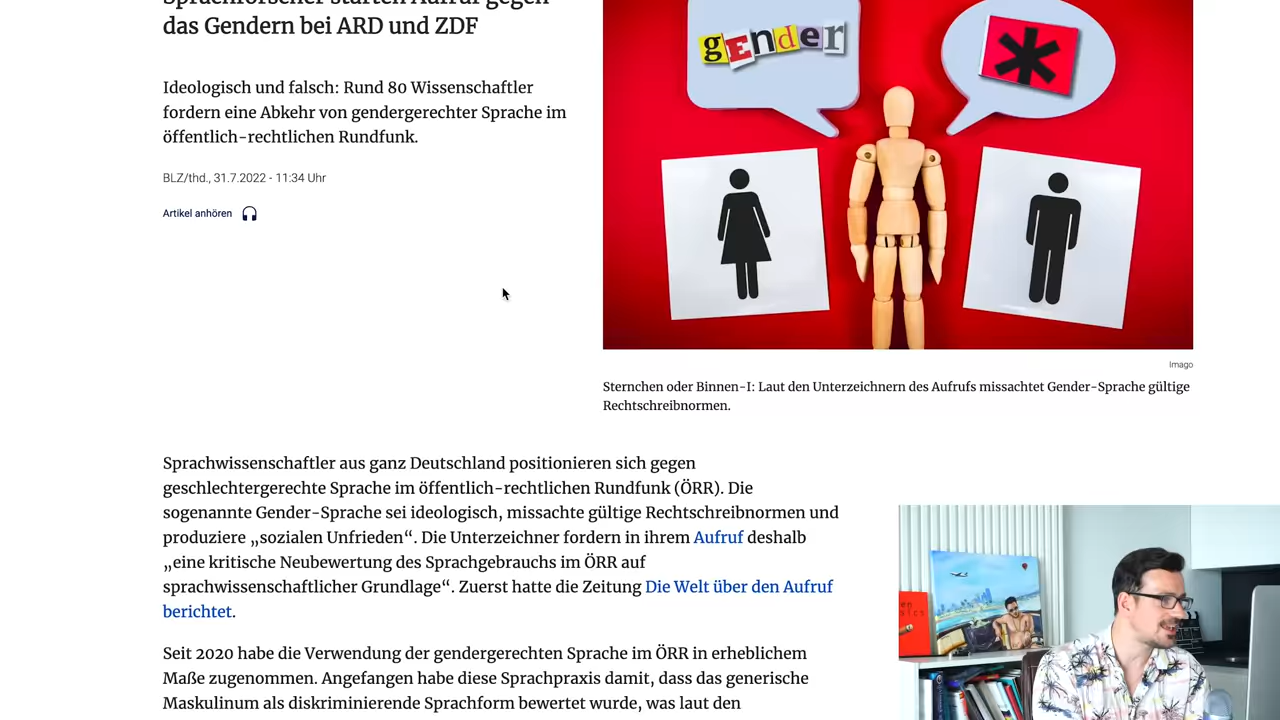 Sprachforscher starten Aufruf gegen
das Gendern bei ARD und ZDF
Ideologisch und falsch: Rund 80 Wissenschaftler
fordern eine Abkehr von gendergerechter Sprache im
öffentlich-rechtlichen Rundfunk.
BLZ/thd., 31.7.2022 - 11:34 Uhr
Artikel anhören
gender
*
Imago
Sternchen oder Binnen-I: Laut den Unterzeichnern des Aufrufs missachtet Gender-Sprache gültige
Rechtschreibnormen.
Sprachwissenschaftler aus ganz Deutschland positionieren sich gegen
geschlechtergerechte Sprache im öffentlich-rechtlichen Rundfunk (ÖRR). Die
sogenannte Gender-Sprache sei ideologisch, missachte gültige Rechtschreibnormen und
produziere „sozialen Unfrieden“. Die Unterzeichner fordern in ihrem Aufruf deshalb
„eine kritische Neubewertung des Sprachgebrauchs im ÖRR auf
sprachwissenschaftlicher Grundlage“. Zuerst hatte die Zeitung Die Welt über den Aufruf
berichtet.
Seit 2020 habe die Verwendung der gendergerechten Sprache im ÖRR in erheblichem
Maße zugenommen. Angefangen habe diese Sprachpraxis damit, dass das generische
Maskulinum als diskriminierende Sprachform bewertet wurde, was laut den